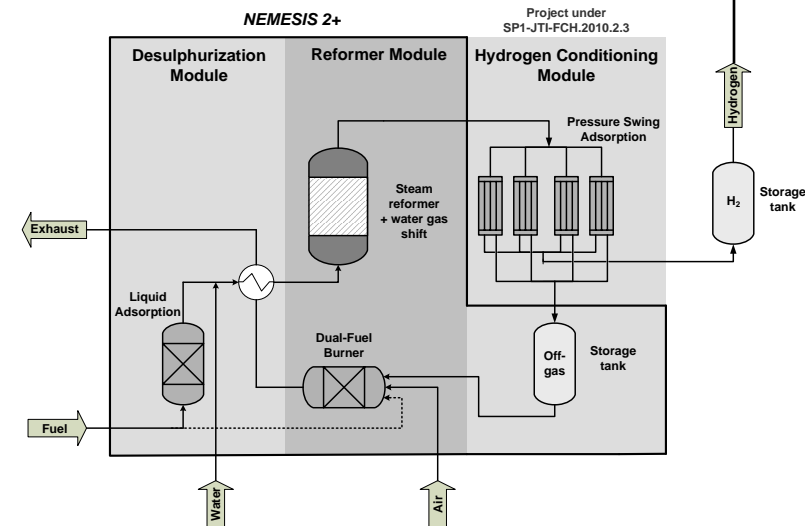 NEMESIS 2+
Project under
SP1-JTI-FCH.2010.2.3
Desulphurization
Module
Reformer Module
Hydrogen Conditioning
Module
Hydrogen
Pressure Swing
Adsorption
Steam
reformer
+ water gas
shift
H2
Storage
tank
Exhaust
Liquid
Adsorption
Dual-Fuel
Burner
Off-
gas
Storage
tank
Fuel
Water
Air